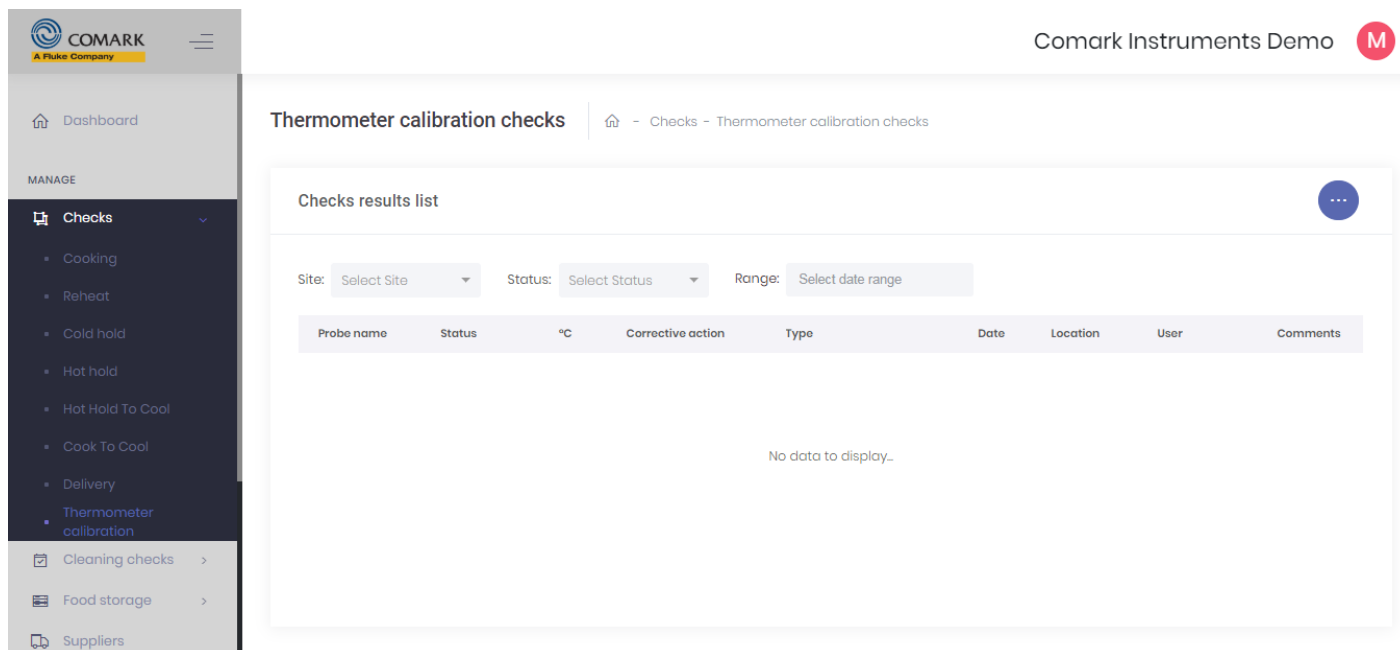 COMARK
A Fluke Company
Comark Instruments Demo M
Dashboard
MANAGE
Checks
Cooking
Reheat
Cold hold
Hot hold
Hot Hold To Cool
Cook To Cool
Delivery
Thermometer
calibration
Cleaning checks
Food storage
Suppliers
Thermometer calibration checks - Checks - Thermometer calibration checks
Checks results list
Site: Select Site Status: Select Status Range: Select date range
Probe name Status °C Corrective action Type Date Location User Comments
No data to display...